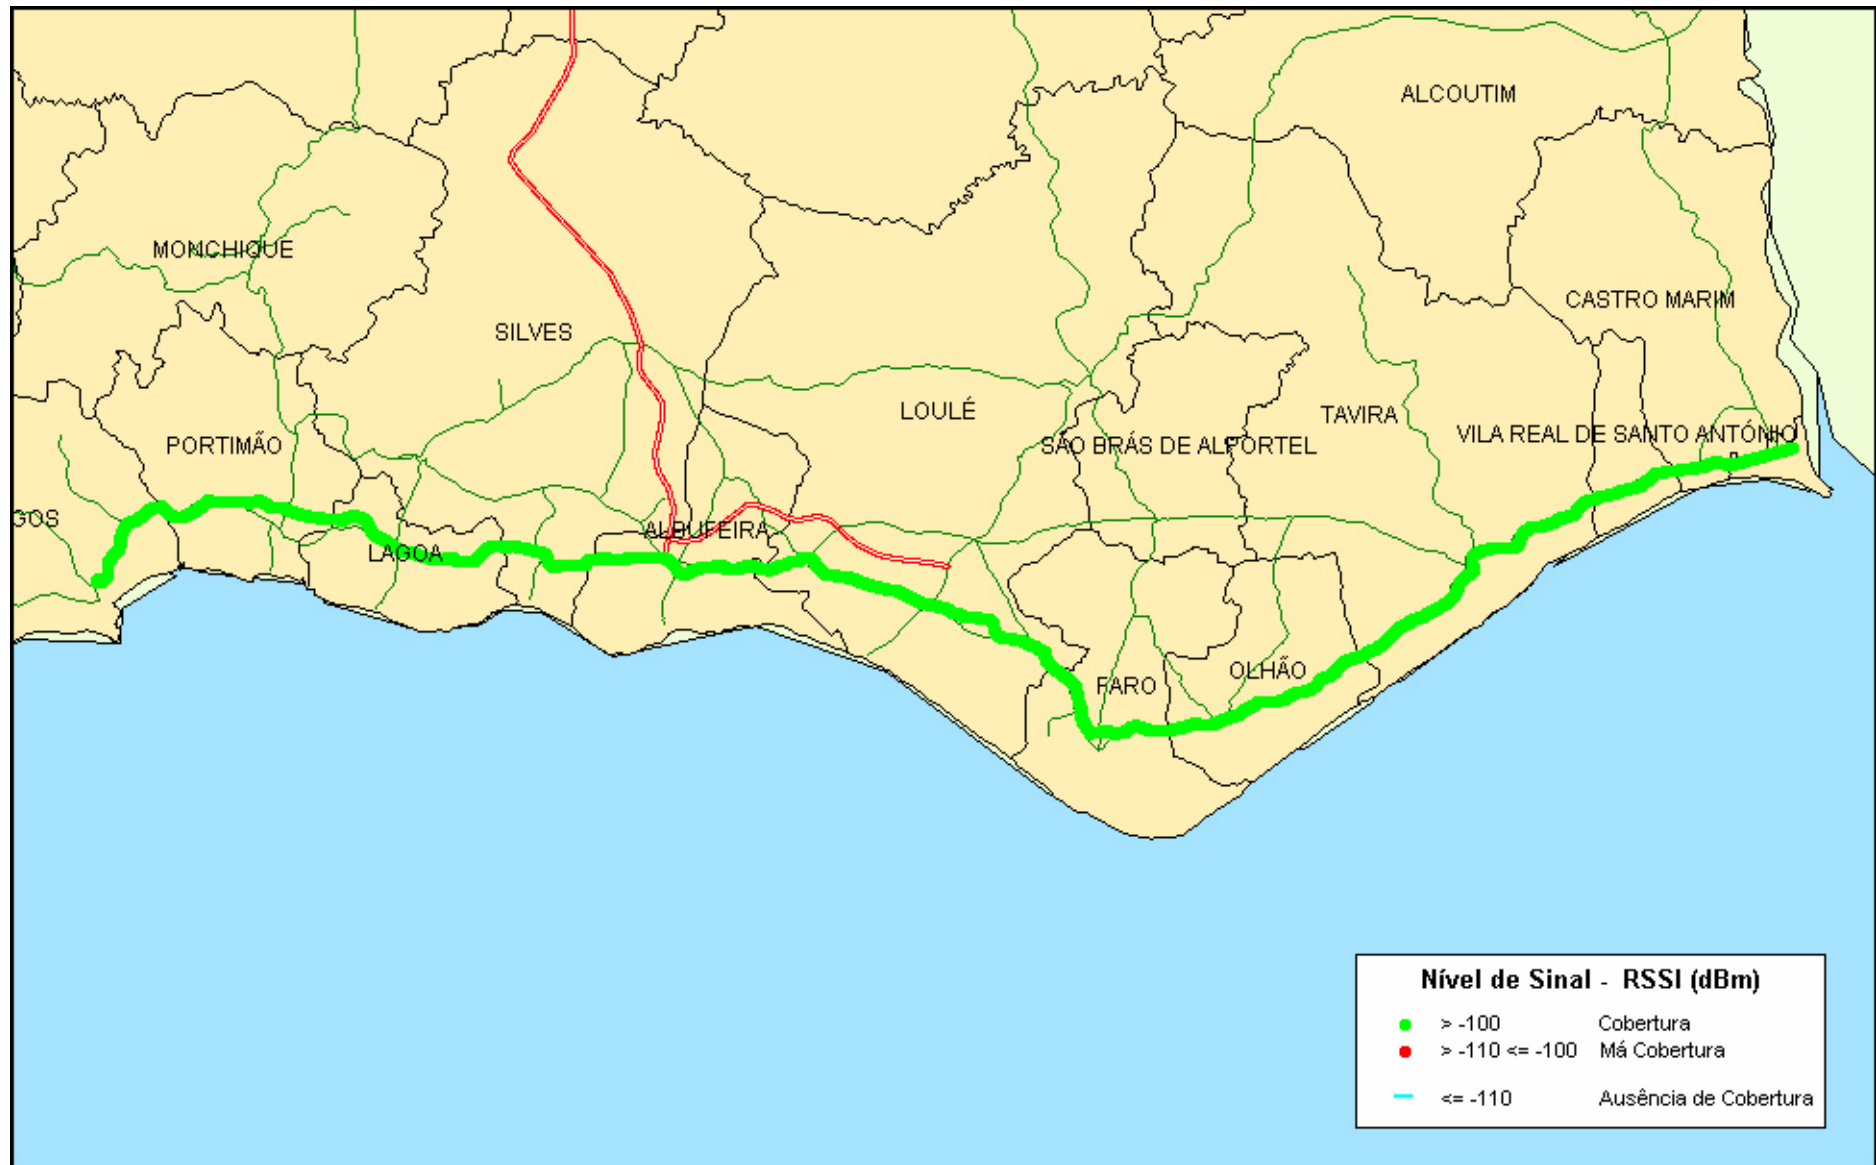 ALCOUTIM
MONCHIQUE
CASTRO MARIM
SILVES
LOULÉ
TAVIRA
PORTIMÃO
SÃO BRÁS DE ALPORTEL
VILA REAL DE SANTO ANTÓNIO
GOS
ALBUFEIRA
LAGOA
OLHÃO
FARO
Nível de Sinal - RSSI (dBm)
> -100 Cobertura
> -110 <= -100 Má Cobertura
<= -110 Ausência de Cobertura